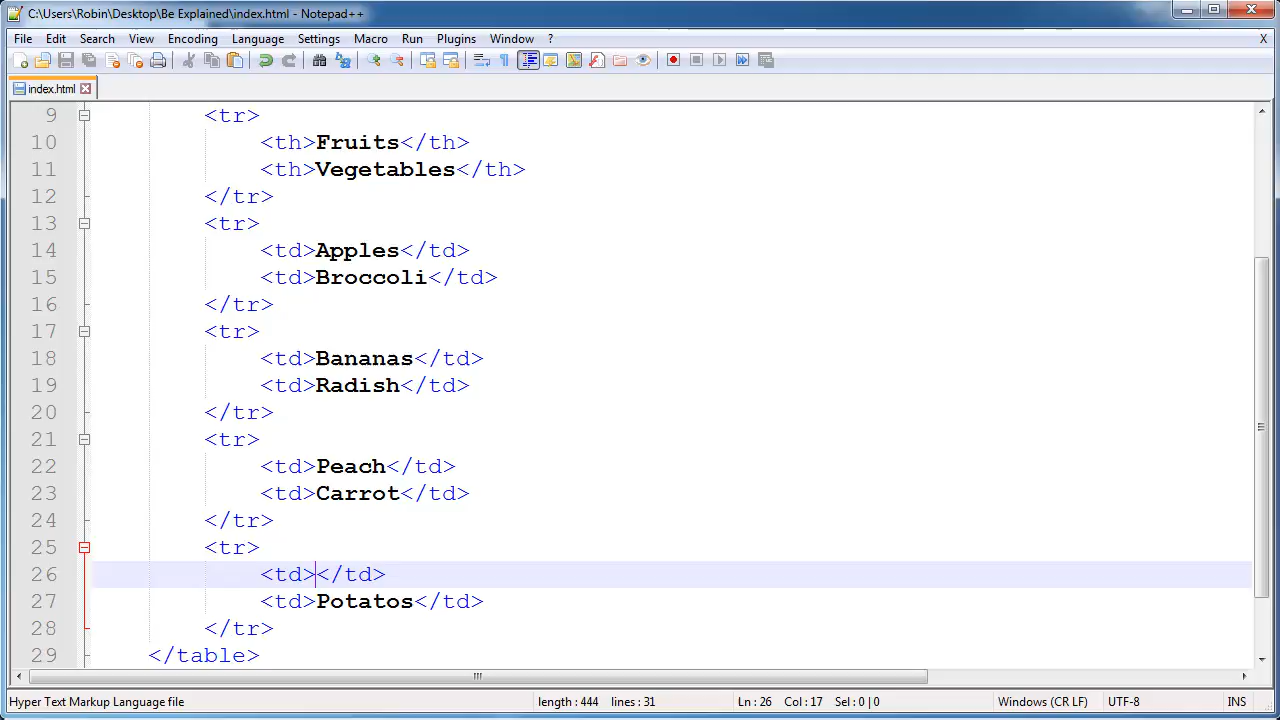 C:\Users\Robin\Desktop\Be Explained\index.html - Notepad++
File Edit Search View Encoding Language Settings Macro Run Plugins Window ? X
index.html
9 <tr>
10 <th>Fruits</th>
11 <th>Vegetables</th>
12 </tr>
13 <tr>
14 <td>Apples</td>
15 <td>Broccoli</td>
16 </tr>
17 <tr>
18 <td>Bananas</td>
19 <td>Radish</td>
20 </tr>
21 <tr>
22 <td>Peach</td>
23 <td>Carrot</td>
24 </tr>
25 <tr>
26 <td></td>
27 <td>Potatos</td>
28 </tr>
29 </table>
Hyper Text Markup Language file length : 444 lines : 31 Ln : 26 Col : 17 Sel : 0 | 0 Windows (CR LF) UTF-8 INS